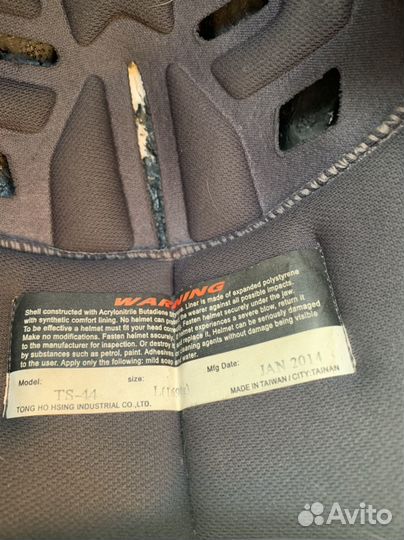 WARNING
Shell constructed with Acrylonitrile Butadiene Liner is made of expanded polystyrene
with synthetic comfort lining. No helmet can the wearer against all possible impacts.
To be effective a helmet must fit your head Fasten helmet securely under the jaw.
Make no modifications. Fasten helmet experiences a severe blow, return it
to the manufacturer for inspection or replace it. Helmet can be seriously damaged
by substances such as petrol, paint. Adhesives agents without damage being visible
to the user. Apply only the following: mild soap
Model: TS-44 size: L( Mfg Date: JAN 2014
TONG HO HSING INDUSTRIAL CO.,LTD. MADE IN TAIWAN / CITY:TAINAN
Avito